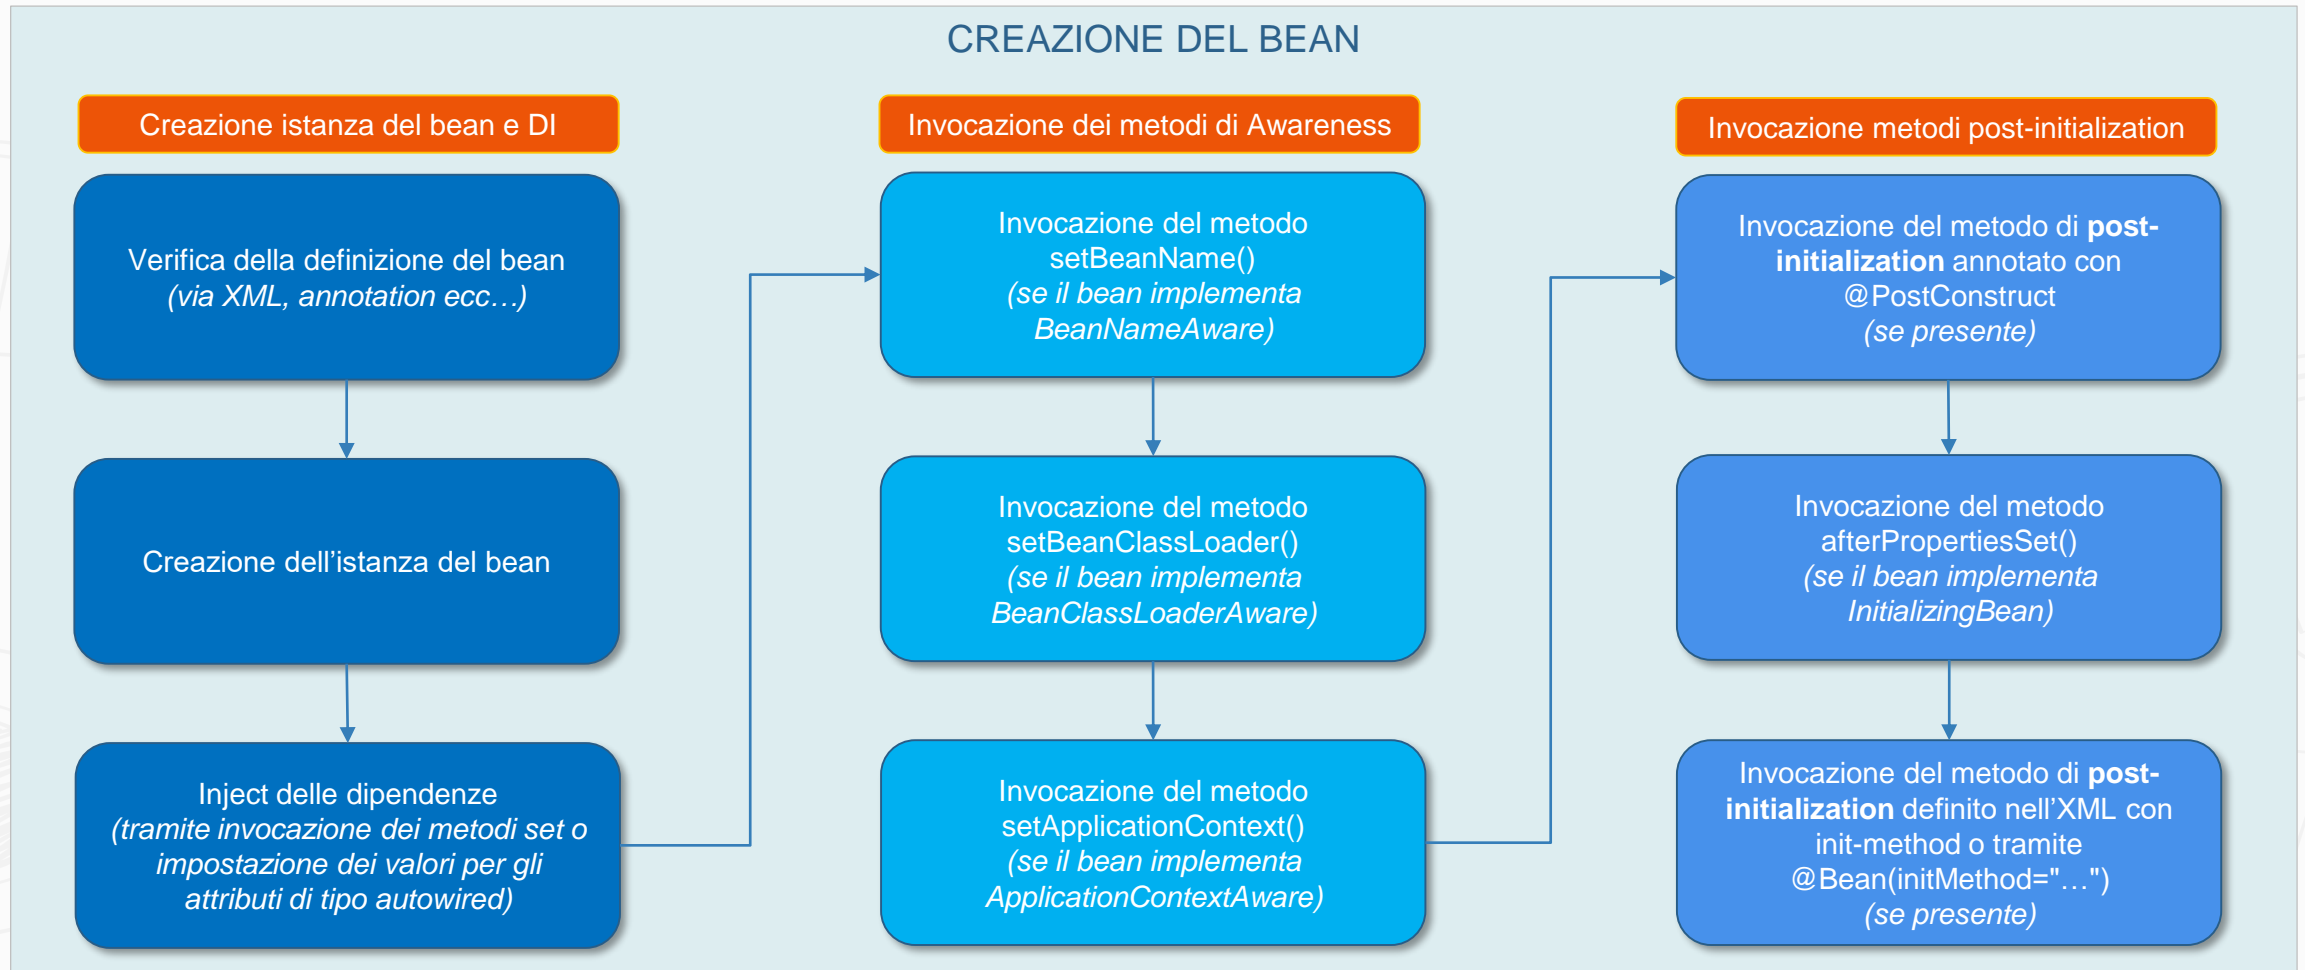 CREAZIONE DEL BEAN
Creazione istanza del bean e DI
Verifica della definizione del bean
(via XML, annotation ecc…)
Creazione dell’istanza del bean
Inject delle dipendenze
(tramite invocazione dei metodi set o
impostazione dei valori per gli
attributi di tipo autowired)
Invocazione dei metodi di Awareness
Invocazione del metodo
setBeanName()
(se il bean implementa
BeanNameAware)
Invocazione del metodo
setBeanClassLoader()
(se il bean implementa
BeanClassLoaderAware)
Invocazione del metodo
setApplicationContext()
(se il bean implementa
ApplicationContextAware)
Invocazione metodi post-initialization
Invocazione del metodo di post-
initialization annotato con
@PostConstruct
(se presente)
Invocazione del metodo
afterPropertiesSet()
(se il bean implementa
InitializingBean)
Invocazione del metodo di post-
initialization definito nell’XML con
init-method o tramite
@Bean(initMethod="…")
(se presente)